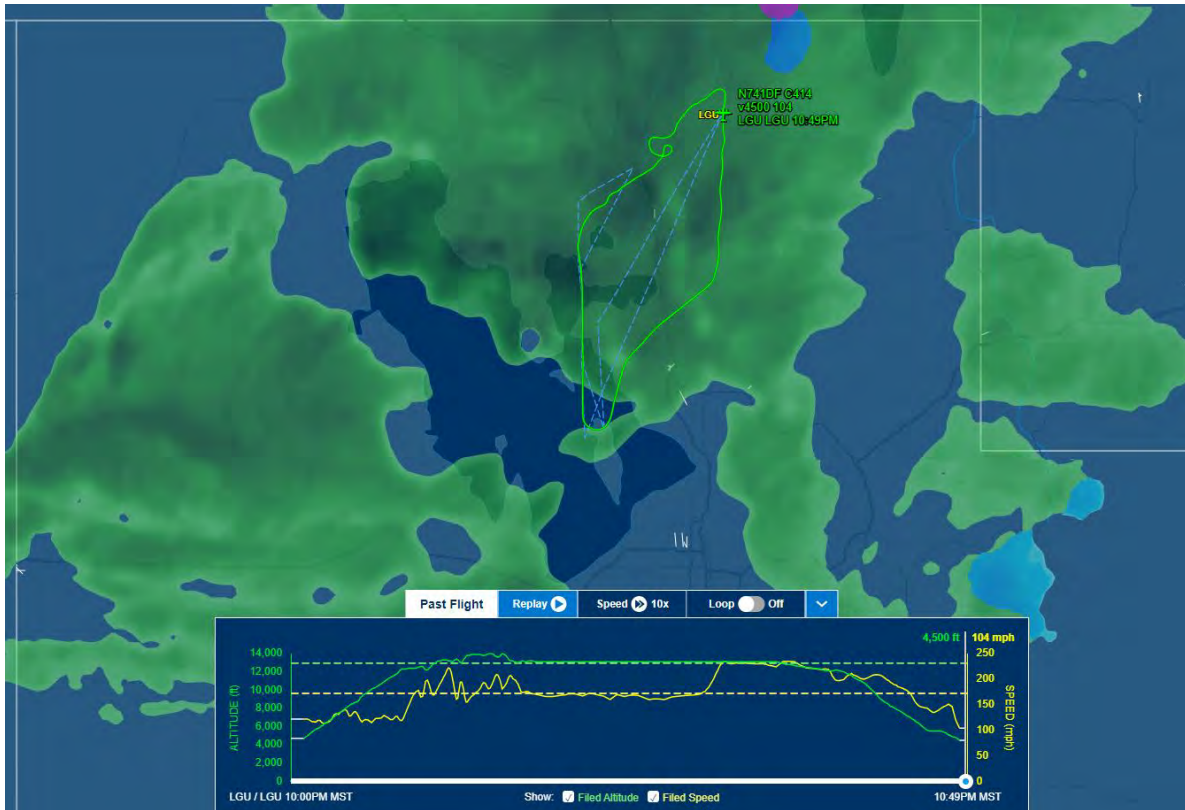 N741DF C414
v4500 104
LGU LGU 10:49PM
LGU
Past Flight
Replay
Speed 10x
Loop Off
4,500 ft 104 mph
14,000
12,000
10,000
8,000
6,000
4,000
2,000
0
ALTITUDE (ft)
250
200
150
100
50
0
SPEED (mph)
LGU / LGU 10:00PM MST
Show: Filed Altitude Filed Speed
10:49PM MST